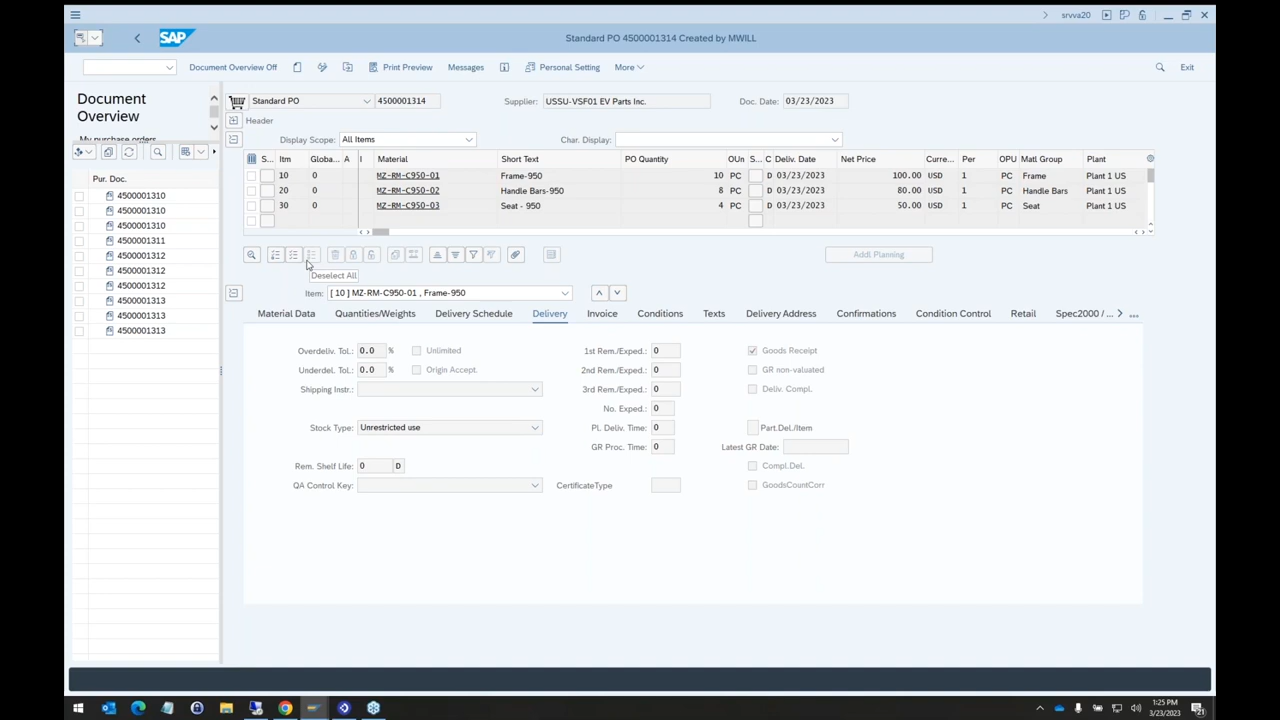 srvva20
SAP
Standard PO 4500001314 Created by MWILL
Document Overview Off
Print Preview
Messages
Personal Setting
More
Exit
Document
Overview
My purchase orders
Pur. Doc.
4500001310
4500001310
4500001310
4500001311
4500001312
4500001312
4500001312
4500001313
4500001313
4500001313
Standard PO 4500001314 Supplier: USSU-VSF01 EV Parts Inc. Doc. Date: 03/23/2023
Header
Display Scope: All Items Char. Display:
S... Itm Globa... A I Material Short Text PO Quantity OUn S... C Deliv. Date Net Price Curre... Per OPU Matl Group Plant
10 0 MZ-RM-C950-01 Frame-950 10 PC D 03/23/2023 100.00 USD 1 PC Frame Plant 1 US
20 0 MZ-RM-C950-02 Handle Bars-950 8 PC D 03/23/2023 80.00 USD 1 PC Handle Bars Plant 1 US
30 0 MZ-RM-C950-03 Seat - 950 4 PC D 03/23/2023 50.00 USD 1 PC Seat Plant 1 US
Addl Planning
Deselect All
Item: [ 10 ] MZ-RM-C950-01 , Frame-950
Material Data Quantities/Weights Delivery Schedule Delivery Invoice Conditions Texts Delivery Address Confirmations Condition Control Retail Spec2000 / ... ...
Overdeliv. Tol.: 0.0 % Unlimited 1st Rem./Exped.: 0 Goods Receipt
Underdel. Tol.: 0.0 % Origin Accept. 2nd Rem./Exped.: 0 GR non-valuated
Shipping Instr.: 3rd Rem./Exped.: 0 Deliv. Compl.
No. Exped.: 0
Stock Type: Unrestricted use Pl. Deliv. Time: 0 Part.Del./Item
GR Proc. Time: 0 Latest GR Date:
Rem. Shelf Life: 0 D Compl.Del.
QA Control Key: CertificateType GoodsCountCorr
1:25 PM
3/23/2023
21